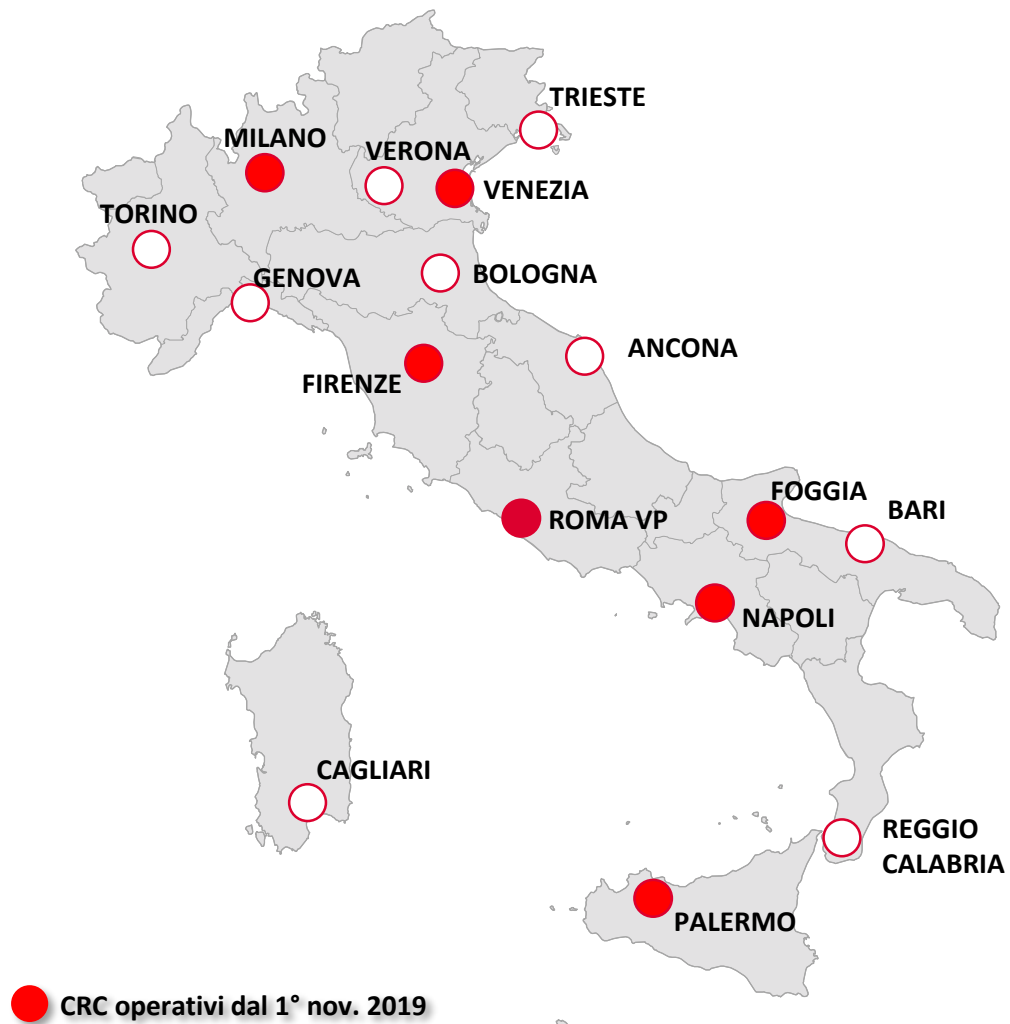 TRIESTE
MILANO
VERONA
VENEZIA
TORINO
GENOVA
BOLOGNA
ANCONA
FIRENZE
FOGGIA
BARI
ROMA VP
NAPOLI
CAGLIARI
REGGIO
CALABRIA
PALERMO
CRC operativi dal 1° nov. 2019